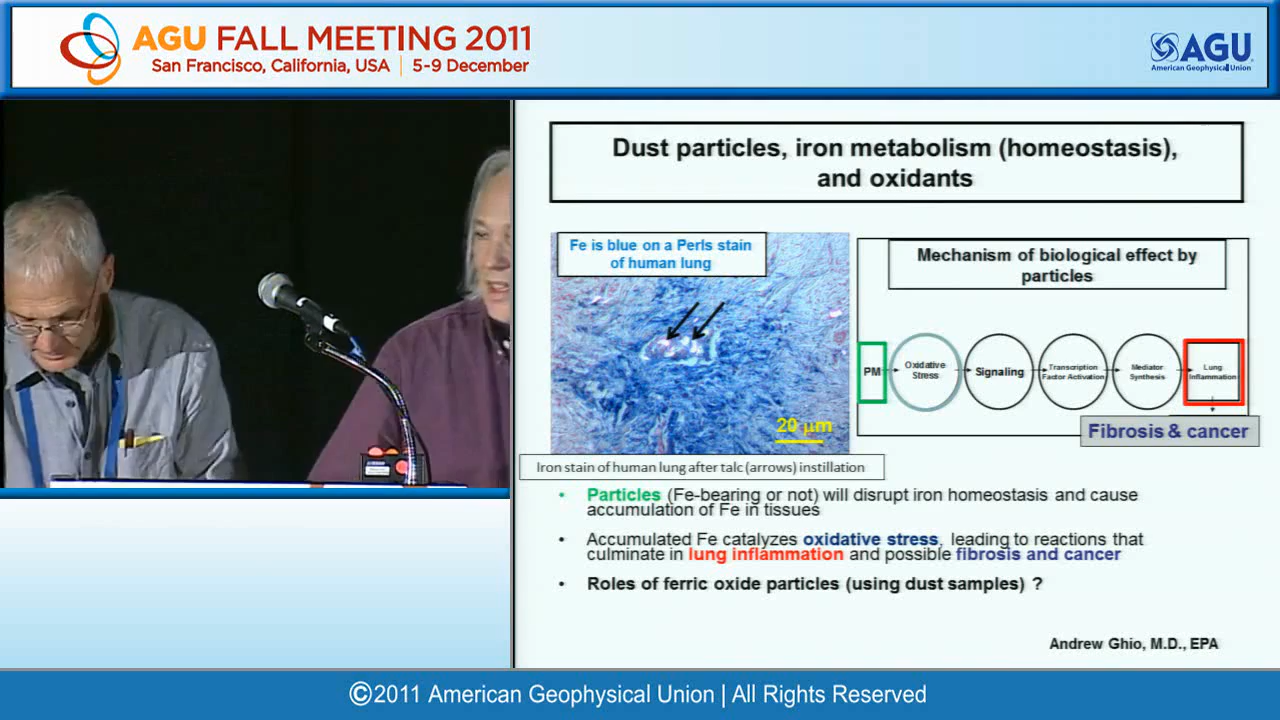 AGU FALL MEETING 2011
San Francisco, California, USA | 5-9 December
AGU
American Geophysical Union
Dust particles, iron metabolism (homeostasis),
and oxidants
Fe is blue on a Perls stain
of human lung
20 µm
Iron stain of human lung after talc (arrows) instillation
Mechanism of biological effect by
particles
PM
Oxidative
Stress
Signaling
Transcription
Factor Activation
Mediator
Synthesis
Lung
Inflammation
Fibrosis & cancer
• Particles (Fe-bearing or not) will disrupt iron homeostasis and cause
accumulation of Fe in tissues
• Accumulated Fe catalyzes oxidative stress, leading to reactions that
culminate in lung inflammation and possible fibrosis and cancer
• Roles of ferric oxide particles (using dust samples) ?
Andrew Ghio, M.D., EPA
©2011 American Geophysical Union | All Rights Reserved